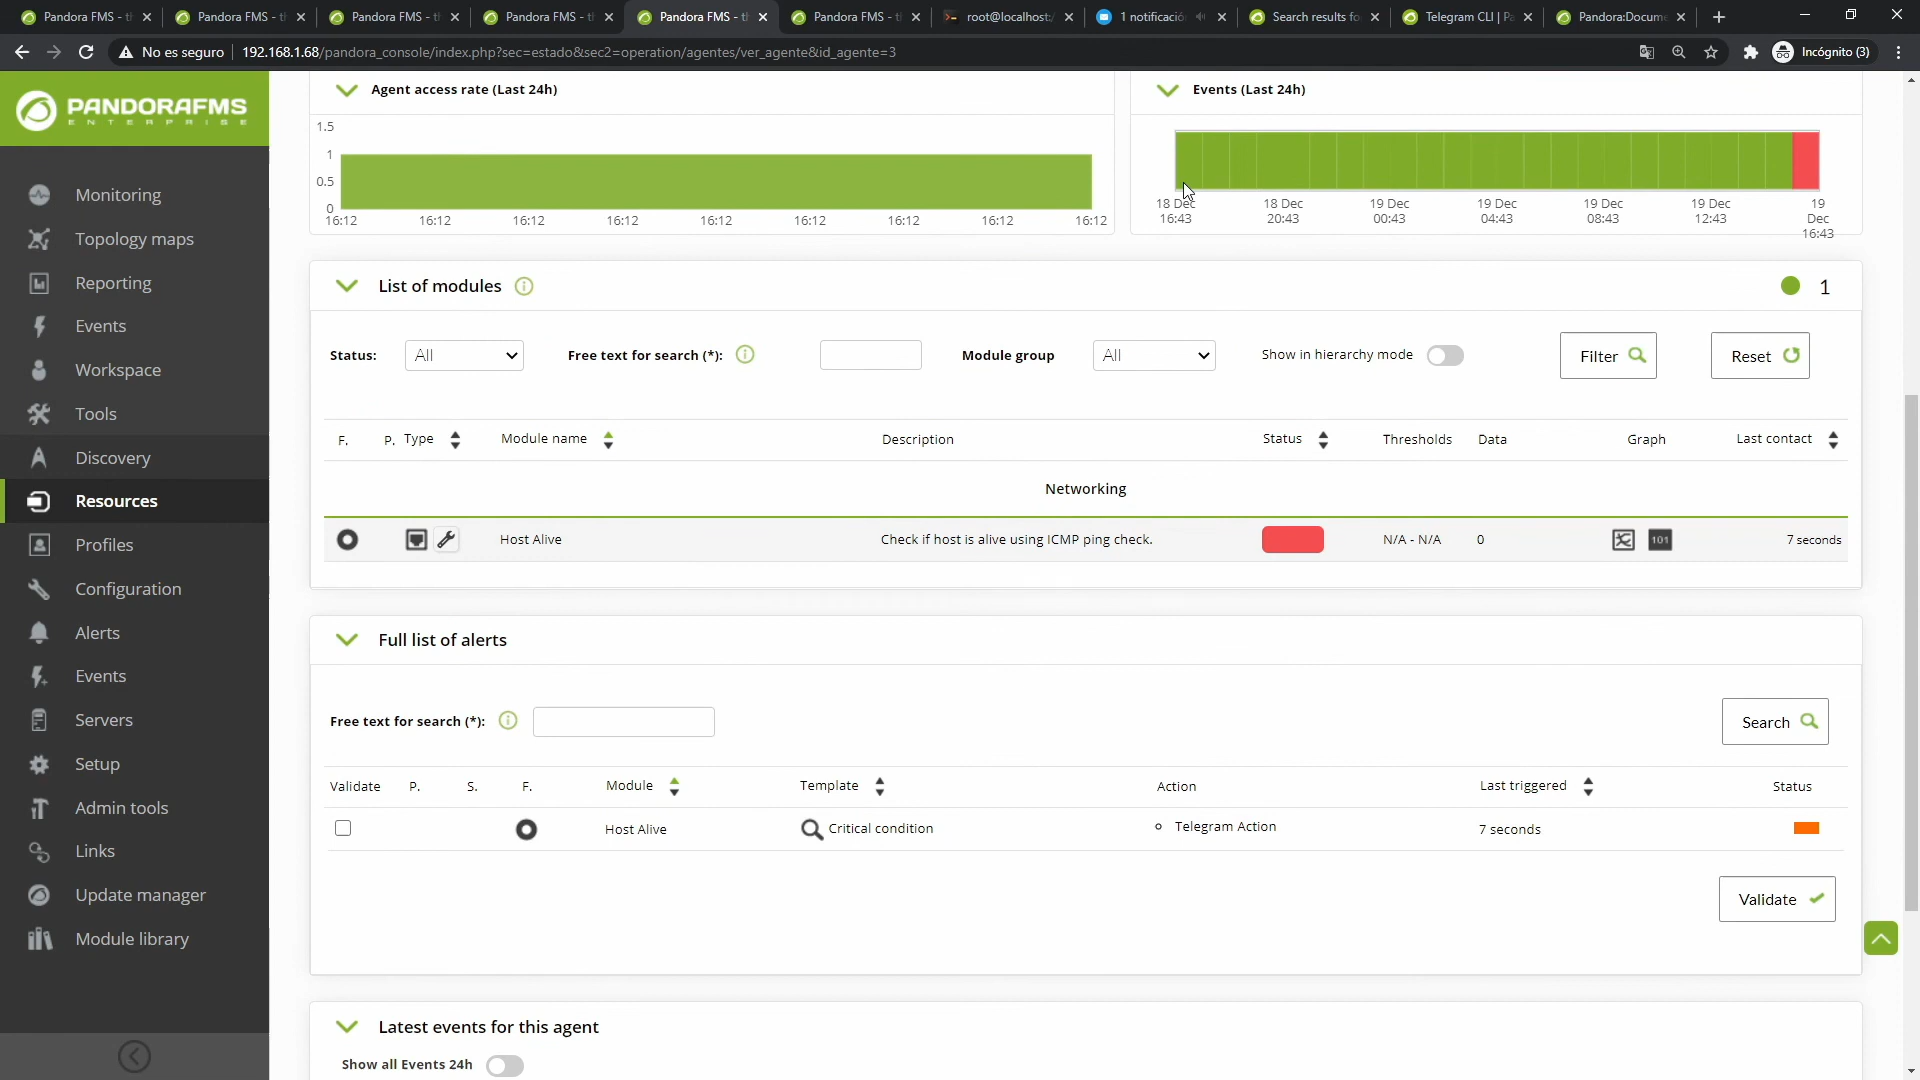 Pandora FMS - tl
Pandora FMS - tl
Pandora FMS - tl
Pandora FMS - tl
Pandora FMS - tl
Pandora FMS - tl
root@localhost:
1 notificació
Search results fo
Telegram CLI | Pa
Pandora:Docume
No es seguro
192.168.1.68/pandora_console/index.php?sec=estado&sec2=operation/agentes/ver_agente&id_agente=3
Incógnito (3)
PANDORAFMS
ENTERPRISE
Monitoring
Topology maps
Reporting
Events
Workspace
Tools
Discovery
Resources
Profiles
Configuration
Alerts
Events
Servers
Setup
Admin tools
Links
Update manager
Module library
Agent access rate (Last 24h)
1.5
1
0.5
0
16:12 16:12 16:12 16:12 16:12 16:12 16:12 16:12 16:12
Events (Last 24h)
18 Dec 16:43
18 Dec 20:43
19 Dec 00:43
19 Dec 04:43
19 Dec 08:43
19 Dec 12:43
19 Dec 16:43
List of modules
1
Status: All Free text for search (*): Module group All Show in hierarchy mode Filter Reset
F. P. Type Module name Description Status Thresholds Data Graph Last contact
Networking
Host Alive Check if host is alive using ICMP ping check. N/A - N/A 0 101 7 seconds
Full list of alerts
Free text for search (*): Search
Validate P. S. F. Module Template Action Last triggered Status
Host Alive Critical condition Telegram Action 7 seconds
Validate
Latest events for this agent
Show all Events 24h